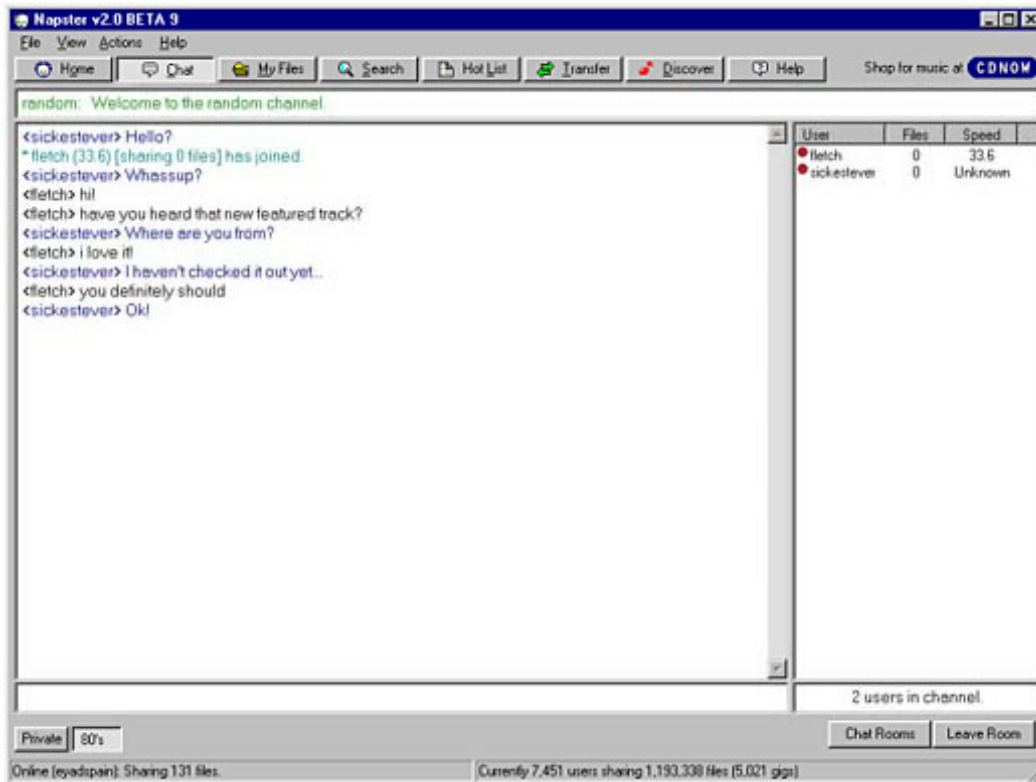 Napster v2.0 BETA 9
File View Actions Help
Home Chat My Files Search Hot List Transfer Discover Help Shop for music at CDNOW
random: Welcome to the random channel.
<sickestever> Hello?
* fletch (33.6) [sharing 0 files] has joined.
<sickestever> Whassup?
<fletch> hi!
<fletch> have you heard that new featured track?
<sickestever> Where are you from?
<fletch> i love it!
<sickestever> I haven't checked it out yet...
<fletch> you definitely should
<sickestever> Ok!
User Files Speed
fletch 0 33.6
sickestever 0 Unknown
2 users in channel.
Private 80's
Chat Rooms Leave Room
Online (eyadspain): Sharing 131 files.
Currently 7,451 users sharing 1,193,338 files (5,021 gigs)